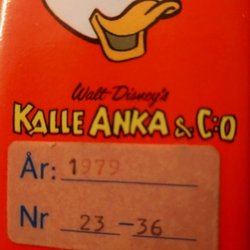 Walt Disney's
KALLE ANKA & C:O
År: 1979
Nr 23-36